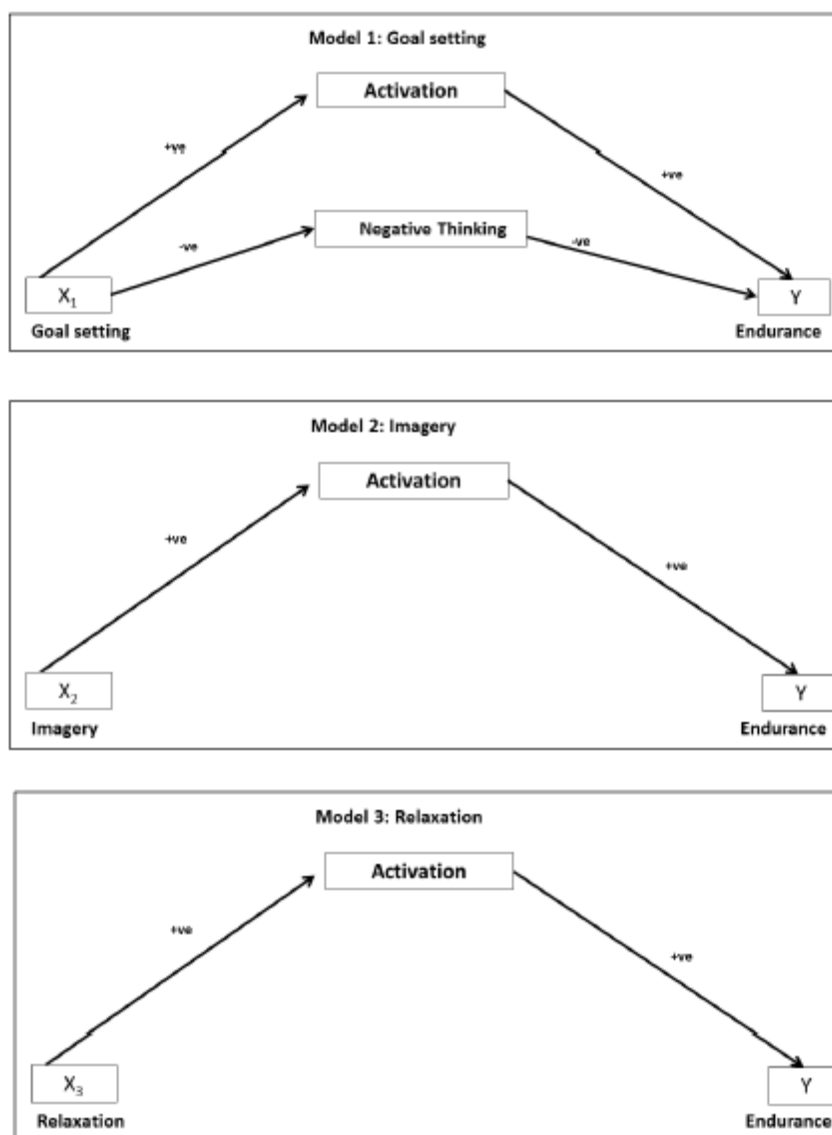 Model 1: Goal setting
Activation
+ve
+ve
Negative Thinking
-ve
-ve
X₁
Y
Goal setting
Endurance
Model 2: Imagery
Activation
+ve
+ve
X₂
Y
Imagery
Endurance
Model 3: Relaxation
Activation
+ve
+ve
X₃
Y
Relaxation
Endurance